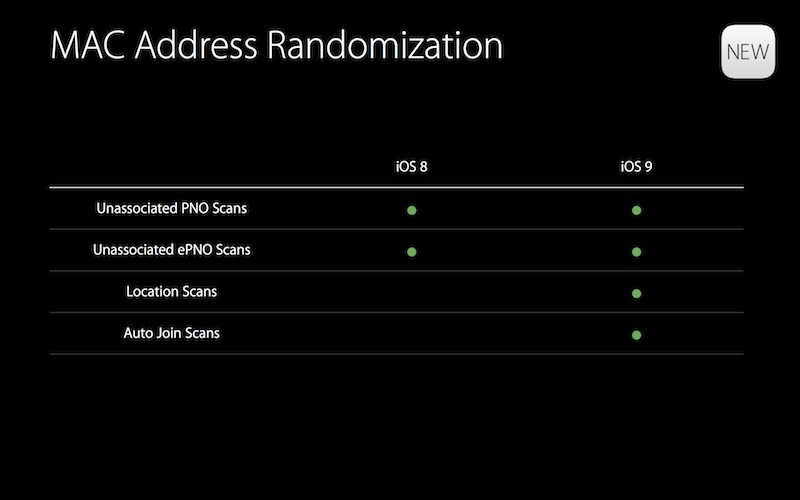 MAC Address Randomization
NEW
iOS 8 iOS 9
Unassociated PNO Scans
Unassociated ePNO Scans
Location Scans
Auto Join Scans